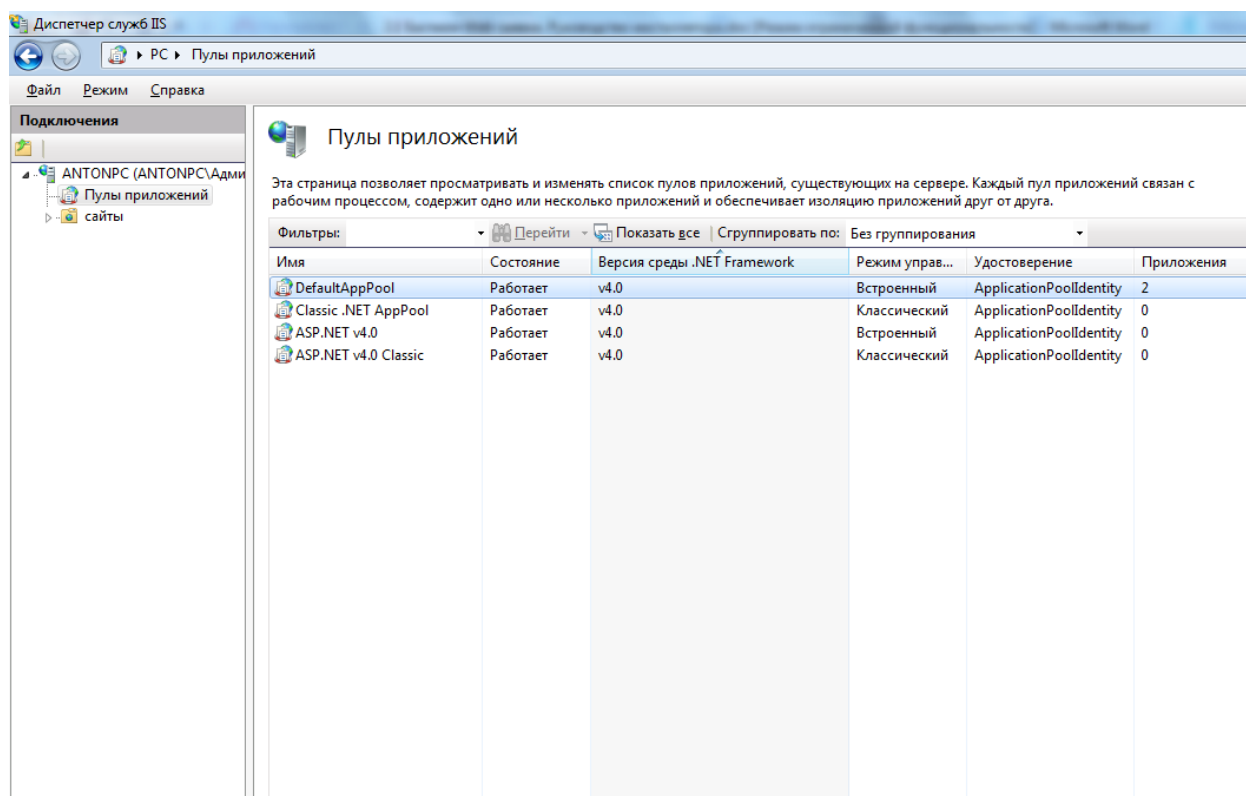 Диспетчер служб IIS
PC Пулы приложений
Файл Режим Справка
Подключения
ANTONPC (ANTONPC\Адми
Пулы приложений
сайты
Пулы приложений
Эта страница позволяет просматривать и изменять список пулов приложений, существующих на сервере. Каждый пул приложений связан с
рабочим процессом, содержит одно или несколько приложений и обеспечивает изоляцию приложений друг от друга.
Фильтры: Перейти Показать все Сгруппировать по: Без группирования
Имя Состояние Версия среды .NET Framework Режим управ... Удостоверение Приложения
DefaultAppPool Работает v4.0 Встроенный ApplicationPoolIdentity 2
Classic .NET AppPool Работает v4.0 Классический ApplicationPoolIdentity 0
ASP.NET v4.0 Работает v4.0 Встроенный ApplicationPoolIdentity 0
ASP.NET v4.0 Classic Работает v4.0 Классический ApplicationPoolIdentity 0